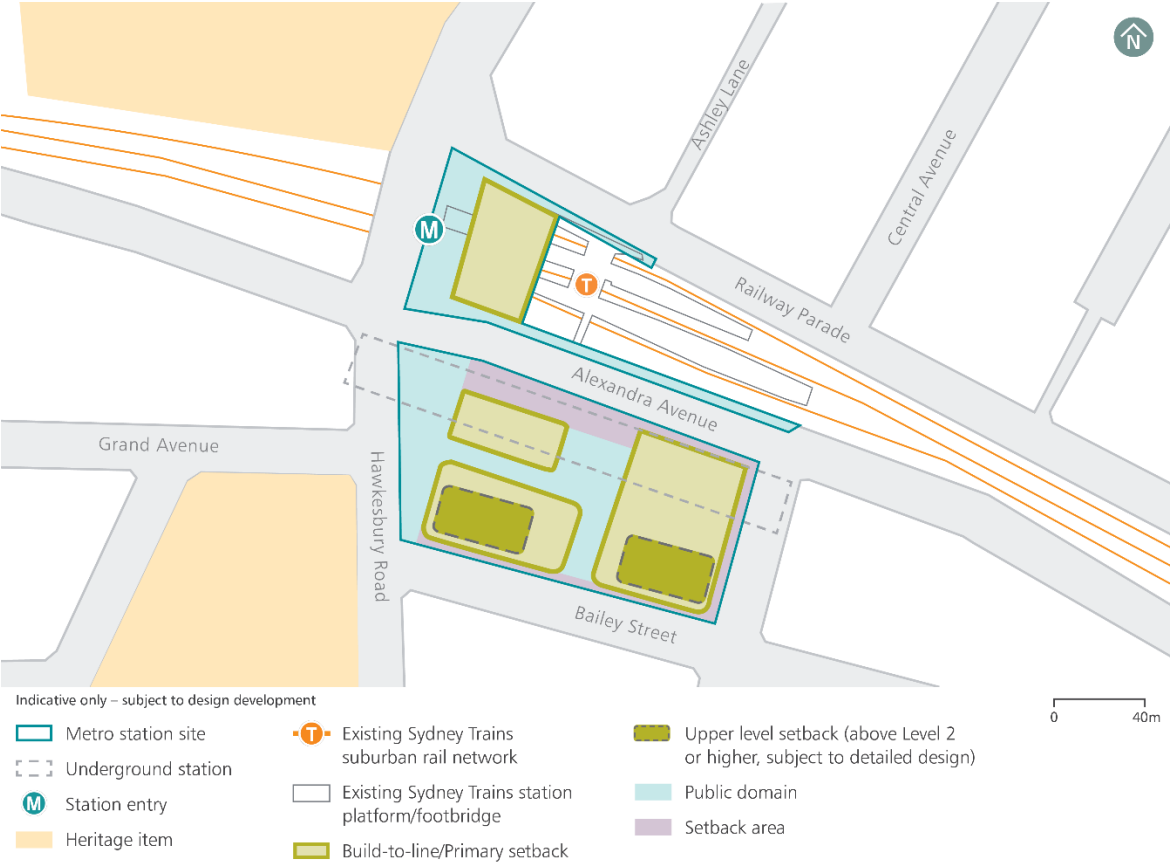 N
Ashley Lane
Central Avenue
M
T
Railway Parade
Alexandra Avenue
Grand Avenue
Hawkesbury Road
Bailey Street
Indicative only – subject to design development
0 40m
Metro station site
Underground station
M Station entry
Heritage item
T Existing Sydney Trains
suburban rail network
Existing Sydney Trains station
platform/footbridge
Build-to-line/Primary setback
Upper level setback (above Level 2
or higher, subject to detailed design)
Public domain
Setback area